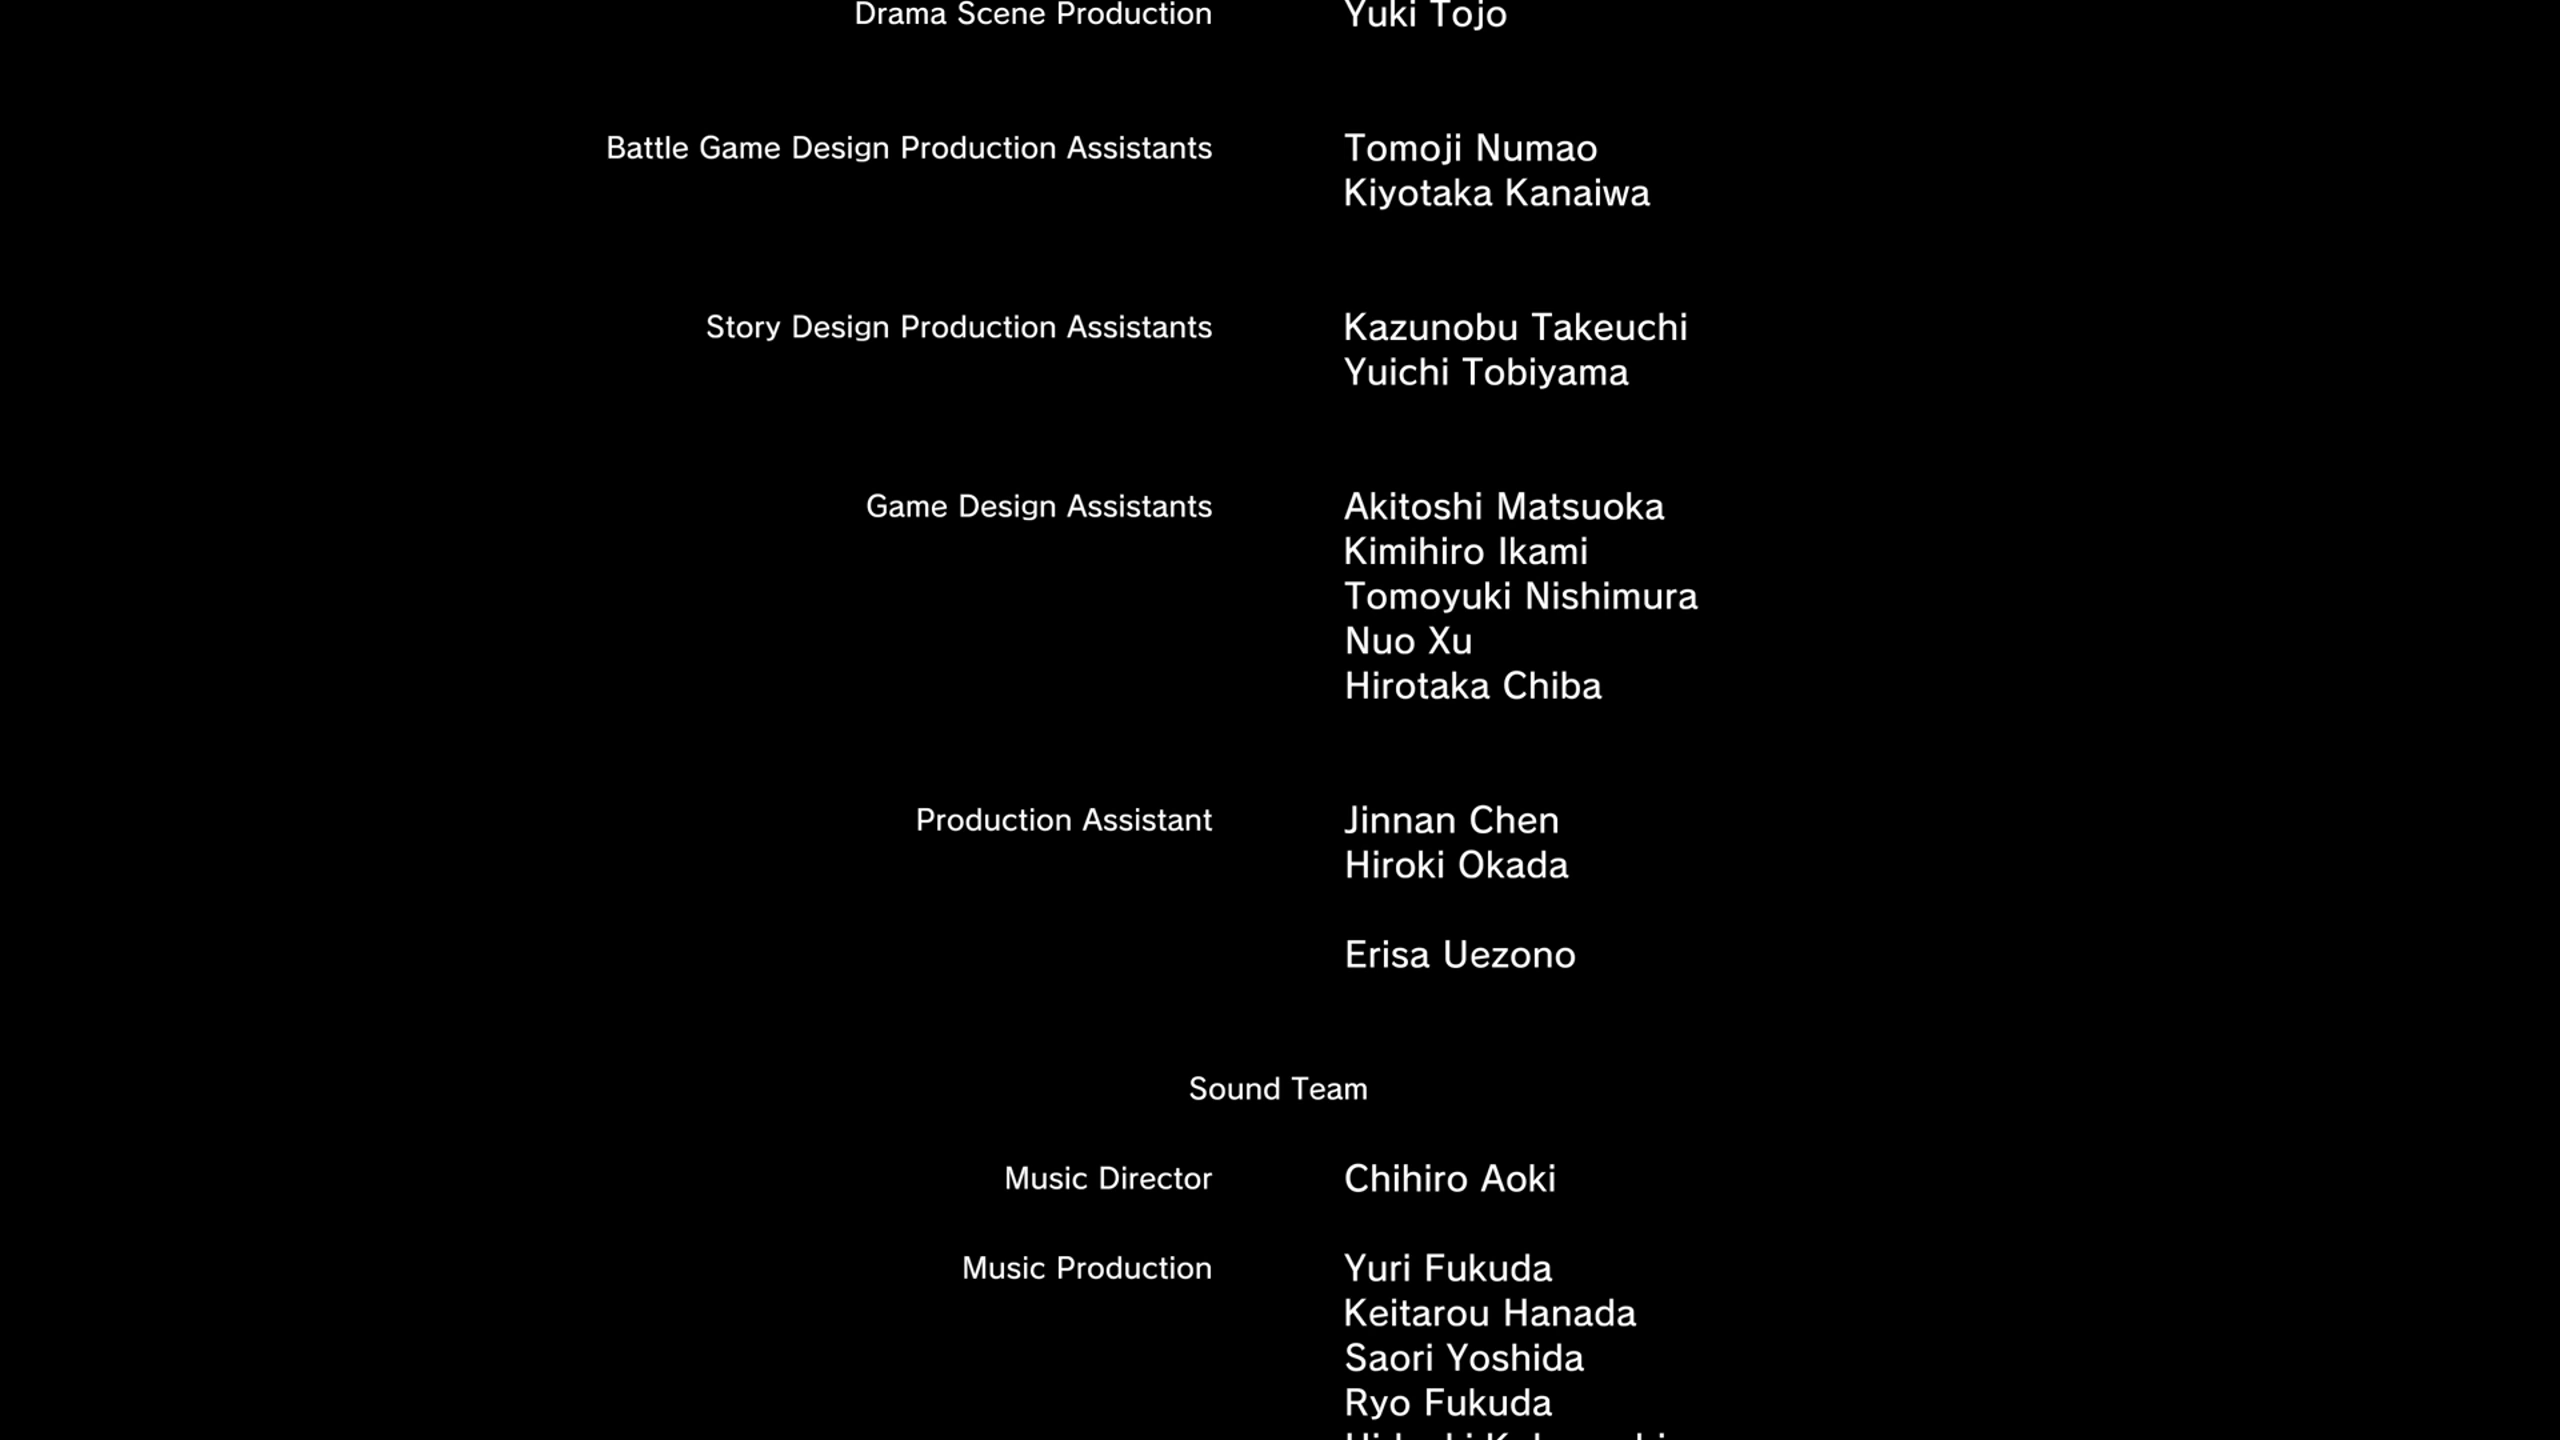 Drama Scene Production Yuki Tojo
Battle Game Design Production Assistants Tomoji Numao
Kiyotaka Kanaiwa
Story Design Production Assistants Kazunobu Takeuchi
Yuichi Tobiyama
Game Design Assistants Akitoshi Matsuoka
Kimihiro Ikami
Tomoyuki Nishimura
Nuo Xu
Hirotaka Chiba
Production Assistant Jinnan Chen
Hiroki Okada
Erisa Uezono
Sound Team
Music Director Chihiro Aoki
Music Production Yuri Fukuda
Keitarou Hanada
Saori Yoshida
Ryo Fukuda